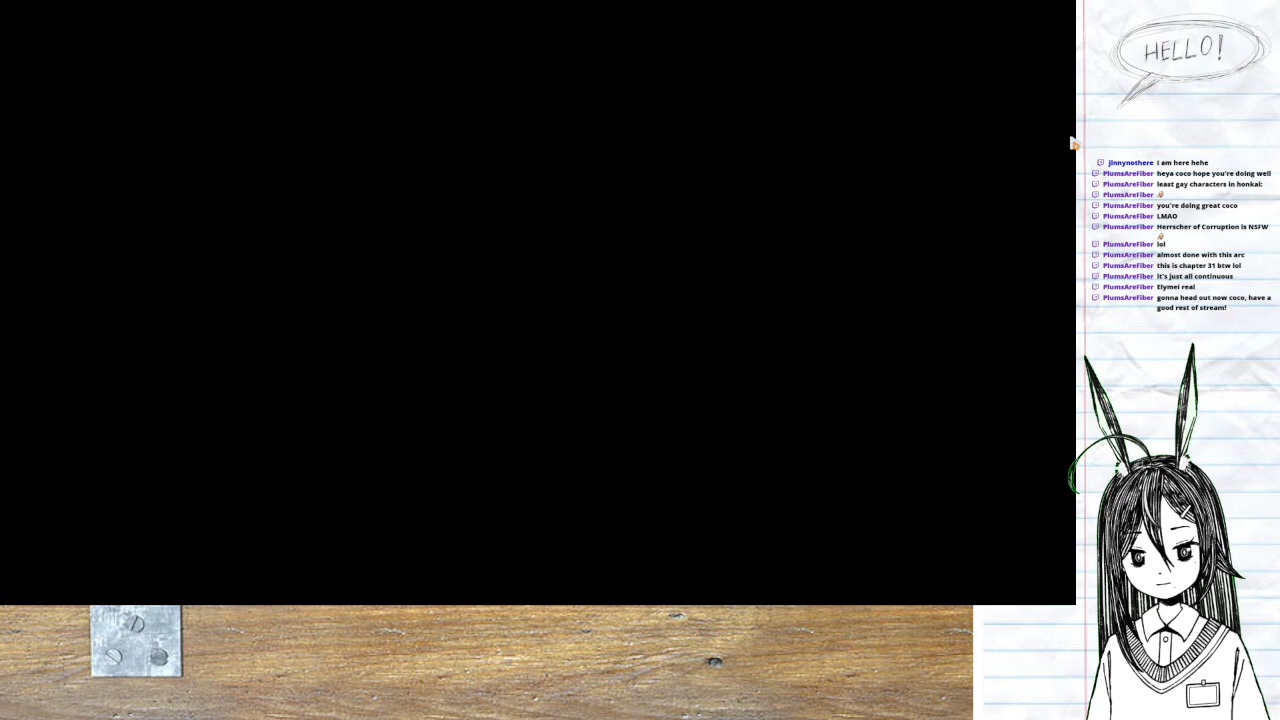 HELLO!
jinnynothere I am here hehe
PlumsAreFiber heya coco hope you're doing well
PlumsAreFiber least gay characters in honkai:
PlumsAreFiber
PlumsAreFiber you're doing great coco
PlumsAreFiber LMAO
PlumsAreFiber Herrscher of Corruption is NSFW
PlumsAreFiber lol
PlumsAreFiber almost done with this arc
PlumsAreFiber this is chapter 31 btw lol
PlumsAreFiber it's just all continuous
PlumsAreFiber Elymei real
PlumsAreFiber gonna head out now coco, have a
good rest of stream!